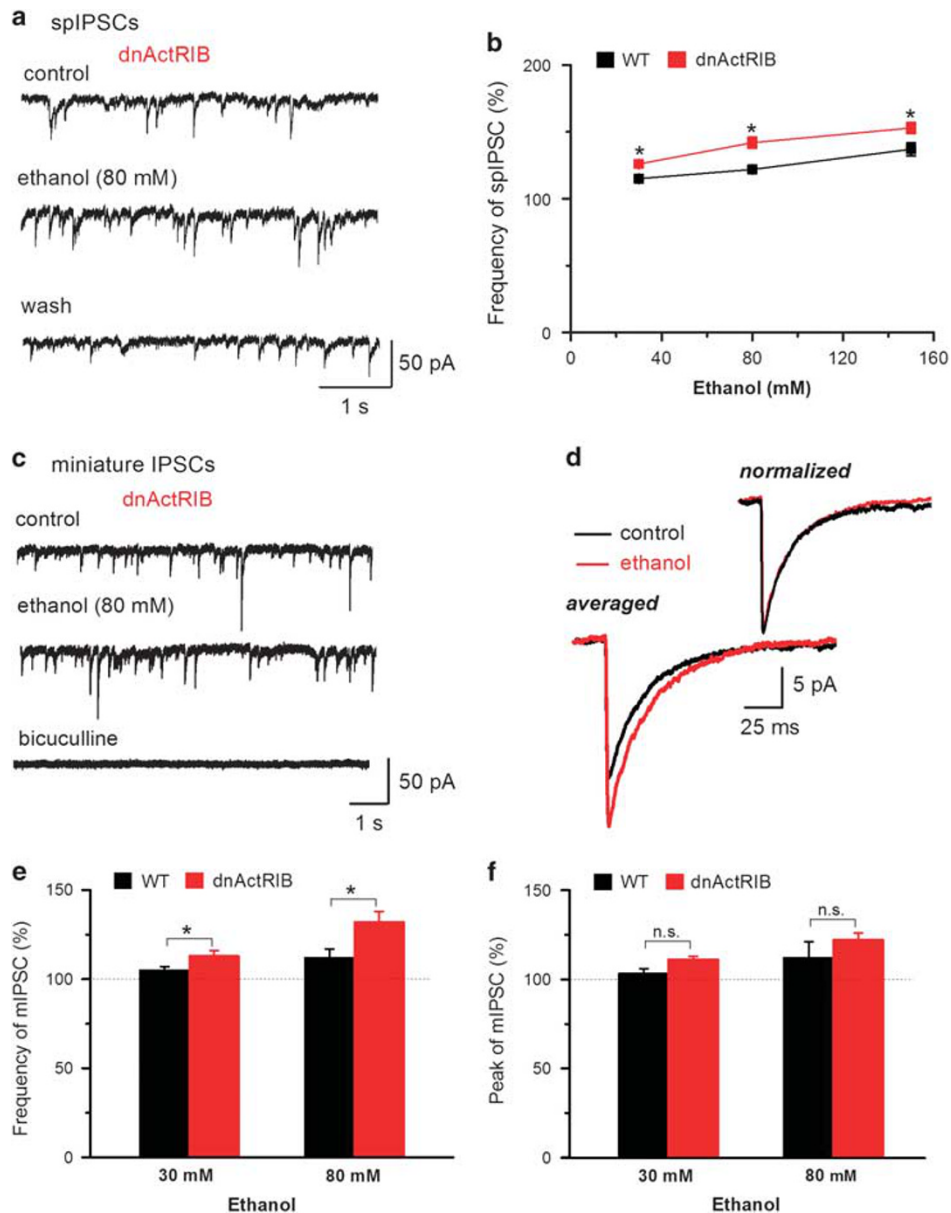 a spIPSCs
dnActRIB
control
ethanol (80 mM)
wash
50 pA
1 s
b
WT dnActRIB
Frequency of spIPSC (%)
200
100
0
* * *
0 40 80 120 160
Ethanol (mM)
c miniature IPSCs
dnActRIB
control
ethanol (80 mM)
bicuculline
50 pA
1 s
d
normalized
control
ethanol
averaged
5 pA
25 ms
e
WT dnActRIB
Frequency of mIPSC (%)
150
100
50
0
* *
30 mM 80 mM
Ethanol
f
WT dnActRIB
Peak of mIPSC (%)
150
100
50
0
n.s. n.s.
30 mM 80 mM
Ethanol